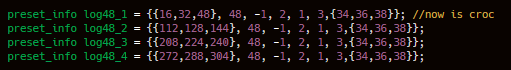 preset_info log48_1 = {{16,32,48}, 48, -1, 2, 1, 3,{34,36,38}}; //now is croc
preset_info log48_2 = {{112,128,144}, 48, -1, 2, 1, 3,{34,36,38}};
preset_info log48_3 = {{208,224,240}, 48, -1, 2, 1, 3,{34,36,38}};
preset_info log48_4 = {{272,288,304}, 48, -1, 2, 1, 3,{34,36,38}};